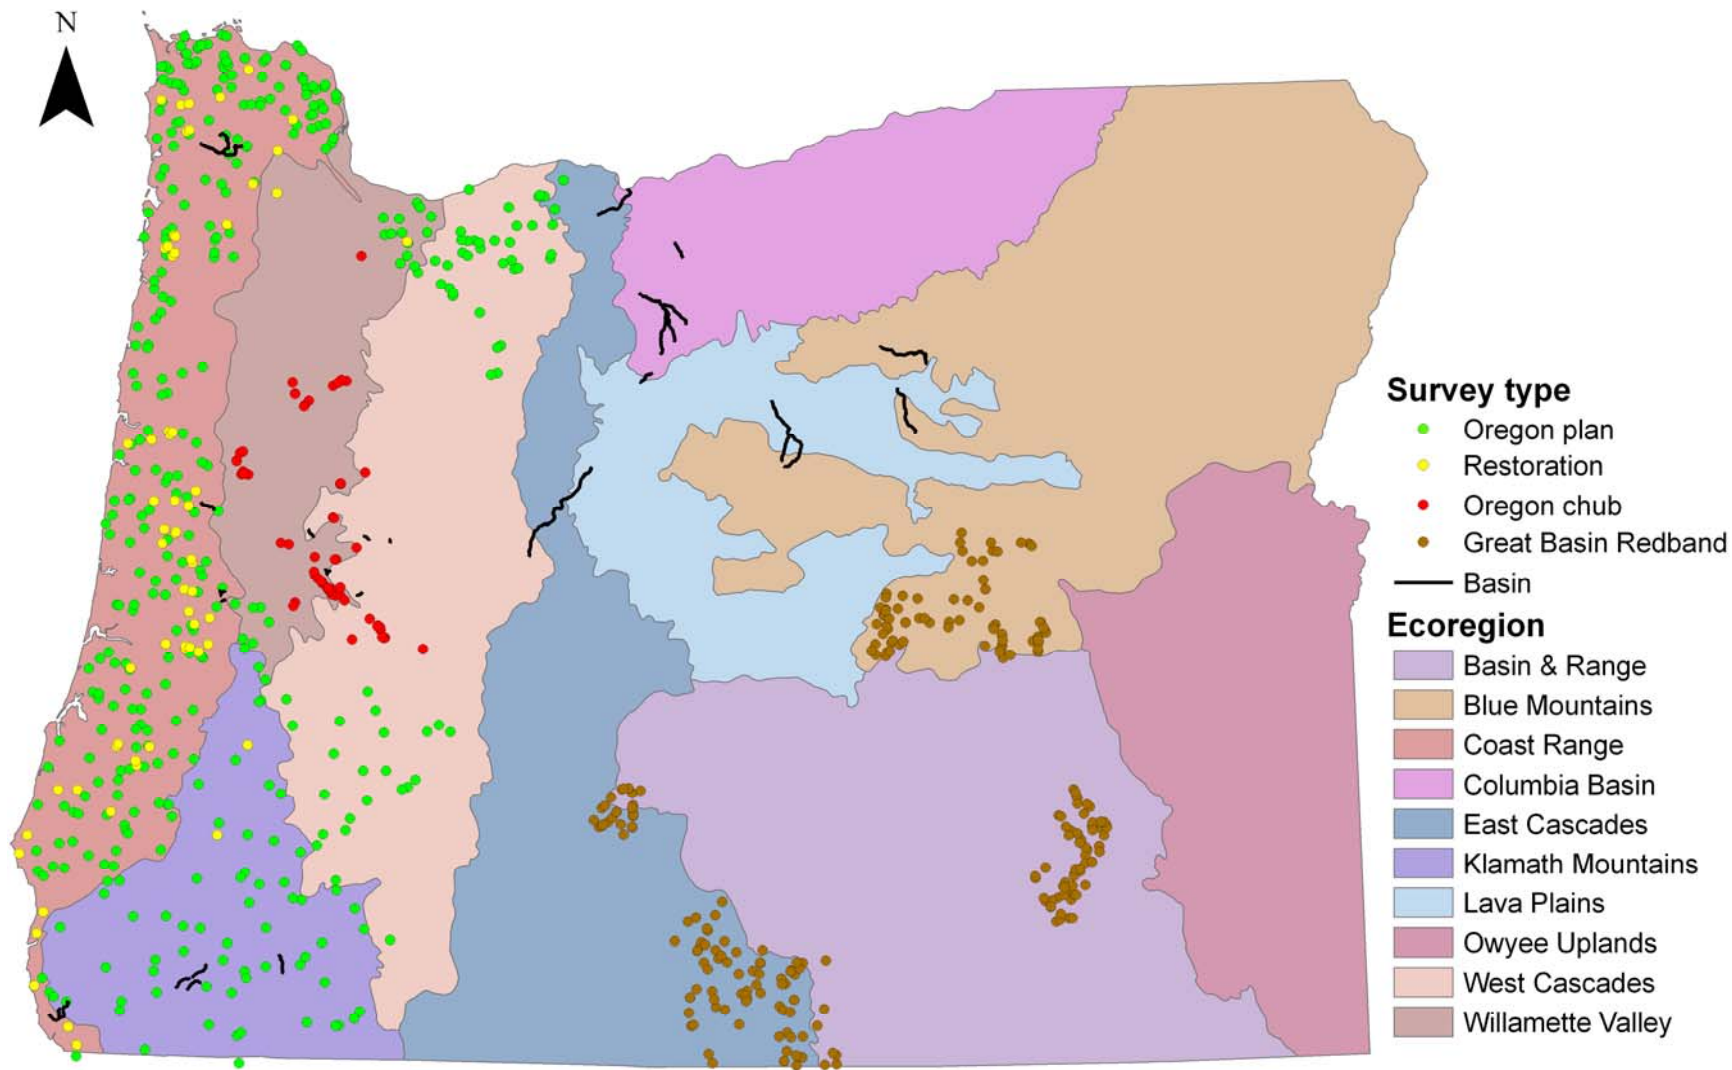 N
Survey type
Oregon plan
Restoration
Oregon chub
Great Basin Redband
Basin
Ecoregion
Basin & Range
Blue Mountains
Coast Range
Columbia Basin
East Cascades
Klamath Mountains
Lava Plains
Owyee Uplands
West Cascades
Willamette Valley